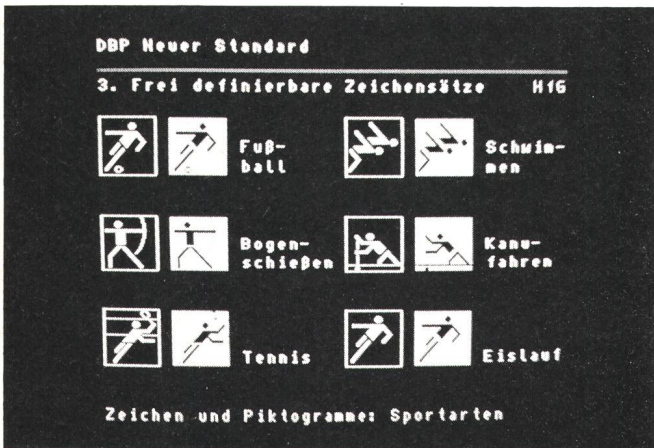 DBP Neuer Standard
3. Frei definierbare Zeichensätze H16
Fuß-
ball
Schwim-
men
Bogen-
schießen
Kanu-
fahren
Tennis
Eislauf
Zeichen und Piktogramme: Sportarten